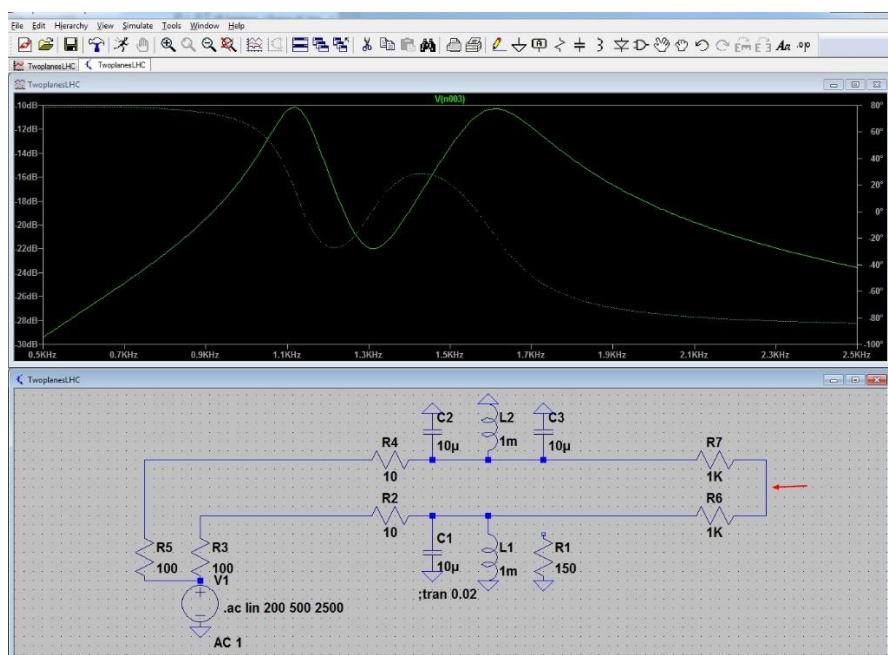 TwoplanesLHC
File Edit Hierarchy View Simulate Tools Window Help
TwoplanesLHC TwoplanesLHC
TwoplanesLHC
V(n003)
-10dB
-12dB
-14dB
-16dB
-18dB
-20dB
-22dB
-24dB
-26dB
-28dB
-30dB
80°
60°
40°
20°
0°
-20°
-40°
-60°
-80°
-100°
0.5KHz 0.7KHz 0.9KHz 1.1KHz 1.3KHz 1.5KHz 1.7KHz 1.9KHz 2.1KHz 2.3KHz 2.5KHz
TwoplanesLHC
C2 L2 C3
10µ 1m 10µ
R4 R7
10 1K
R2 R6
10 1K
R5 R3 C1 L1 R1
100 100 10µ 1m 150
V1
;tran 0.02
.ac lin 200 500 2500
AC 1